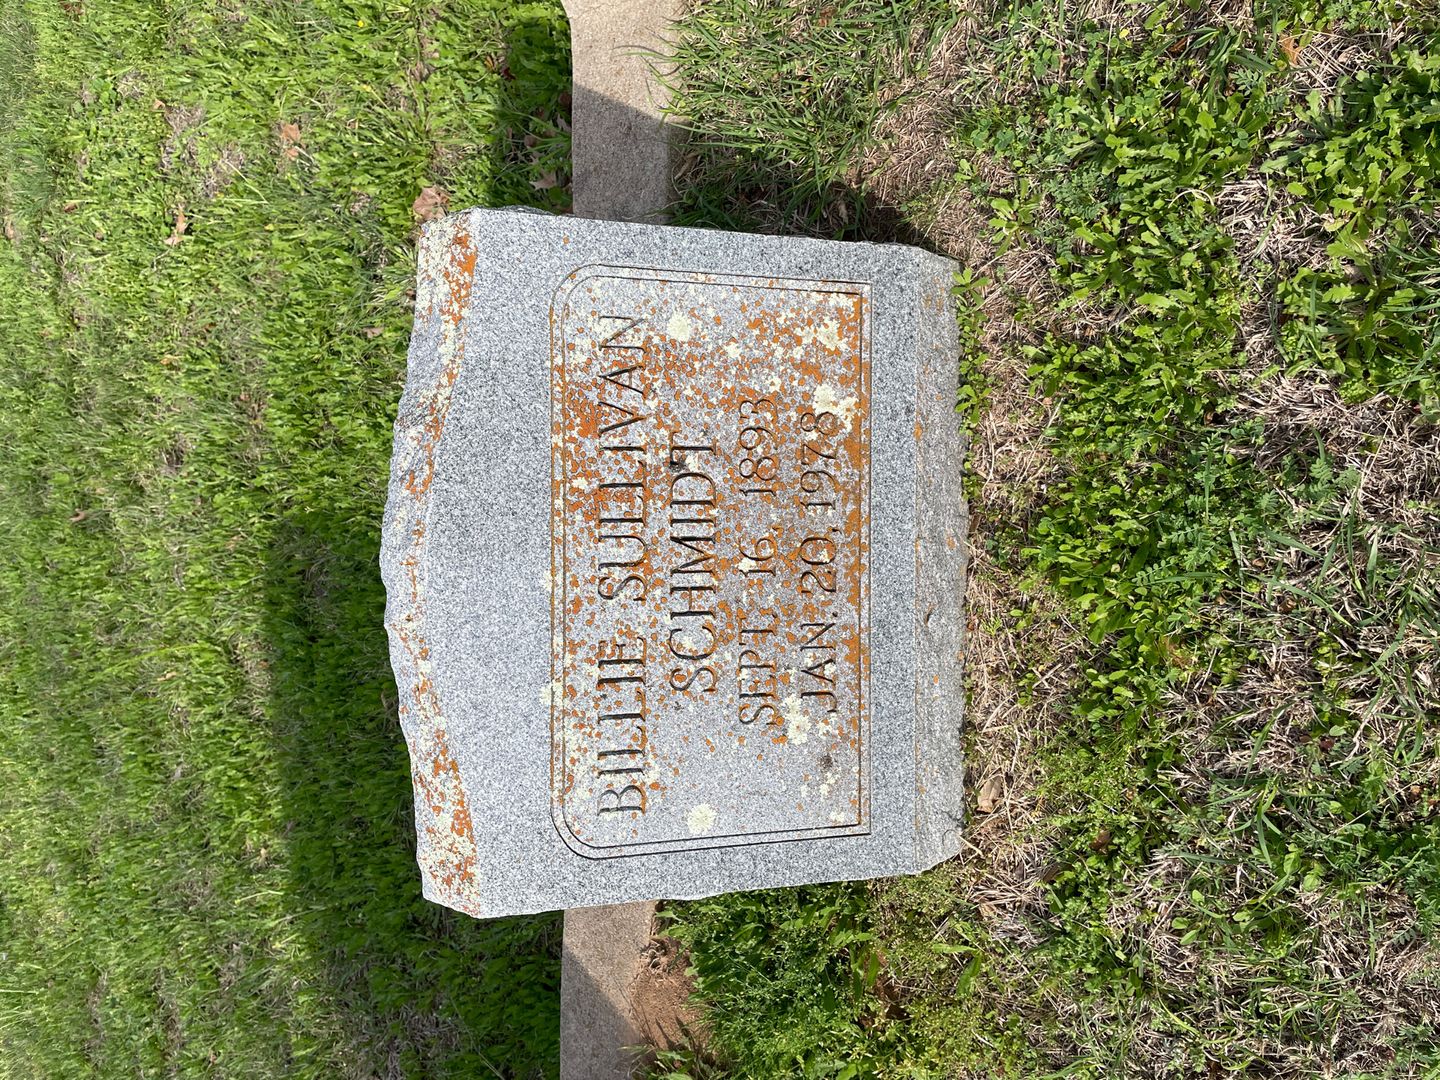 BILLIE SULLIVAN
SCHMIDT
SEPT. 16, 1893
JAN. 20, 1978